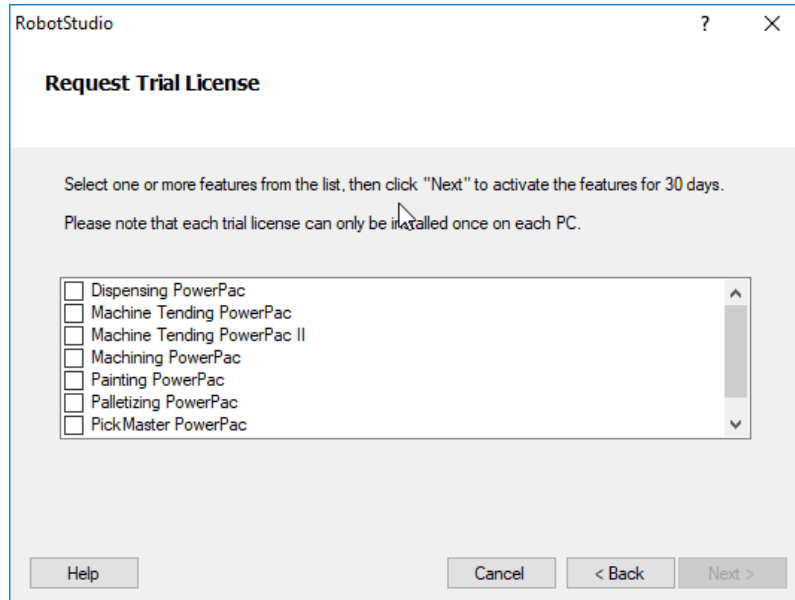 RobotStudio ?
Request Trial License
Select one or more features from the list, then click "Next" to activate the features for 30 days.
Please note that each trial license can only be installed once on each PC.
Dispensing PowerPac
Machine Tending PowerPac
Machine Tending PowerPac II
Machining PowerPac
Painting PowerPac
Palletizing PowerPac
PickMaster PowerPac
Help Cancel < Back Next >